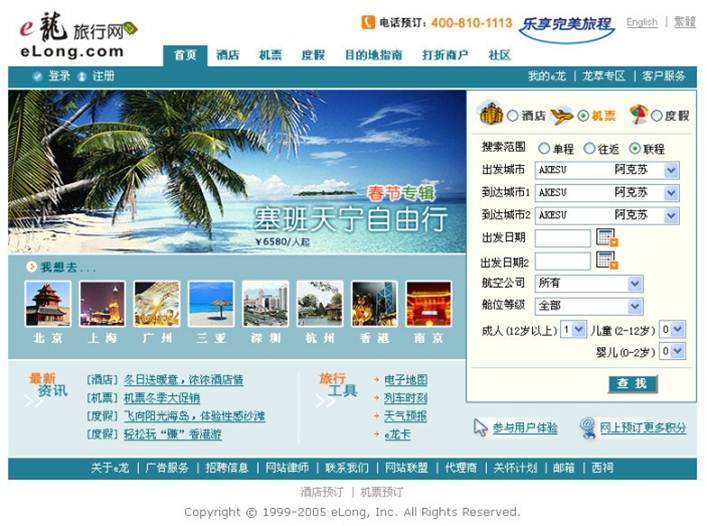 e龍 旅行网
eLong.com
电话预订: 400-810-1113 乐享完美旅程 English | 繁體
首页 酒店 机票 度假 目的地指南 打折商户 社区
登录 注册
我的e龙 | 龙萃专区 | 客户服务
春节专辑
塞班天宁自由行
¥6580/人起
我想去...
北京 上海 广州 三亚 深圳 杭州 香港 南京
酒店 机票 度假
搜索范围 单程 往返 联程
出发城市 AKESU 阿克苏
到达城市1 AKESU 阿克苏
到达城市2 AKESU 阿克苏
出发日期
出发日期2
航空公司 所有
舱位等级 全部
成人(12岁以上) 1 儿童(2-12岁) 0
婴儿(0-2岁) 0
查 找
最新
资讯
[酒店] 冬日送暖意，浓浓酒店情
[机票] 机票冬季大促销
[度假] 飞向阳光海岛，体验性感沙滩
[度假] 轻松玩“赚”香港游
旅行
工具
电子地图
列车时刻
天气预报
e龙卡
参与用户体验 网上预订更多积分
关于e龙 | 广告服务 | 招聘信息 | 网站律师 | 联系我们 | 网站联盟 | 代理商 | 关怀计划 | 邮箱 | 西祠
酒店预订 | 机票预订
Copyright © 1999-2005 eLong, Inc. All Rights Reserved.